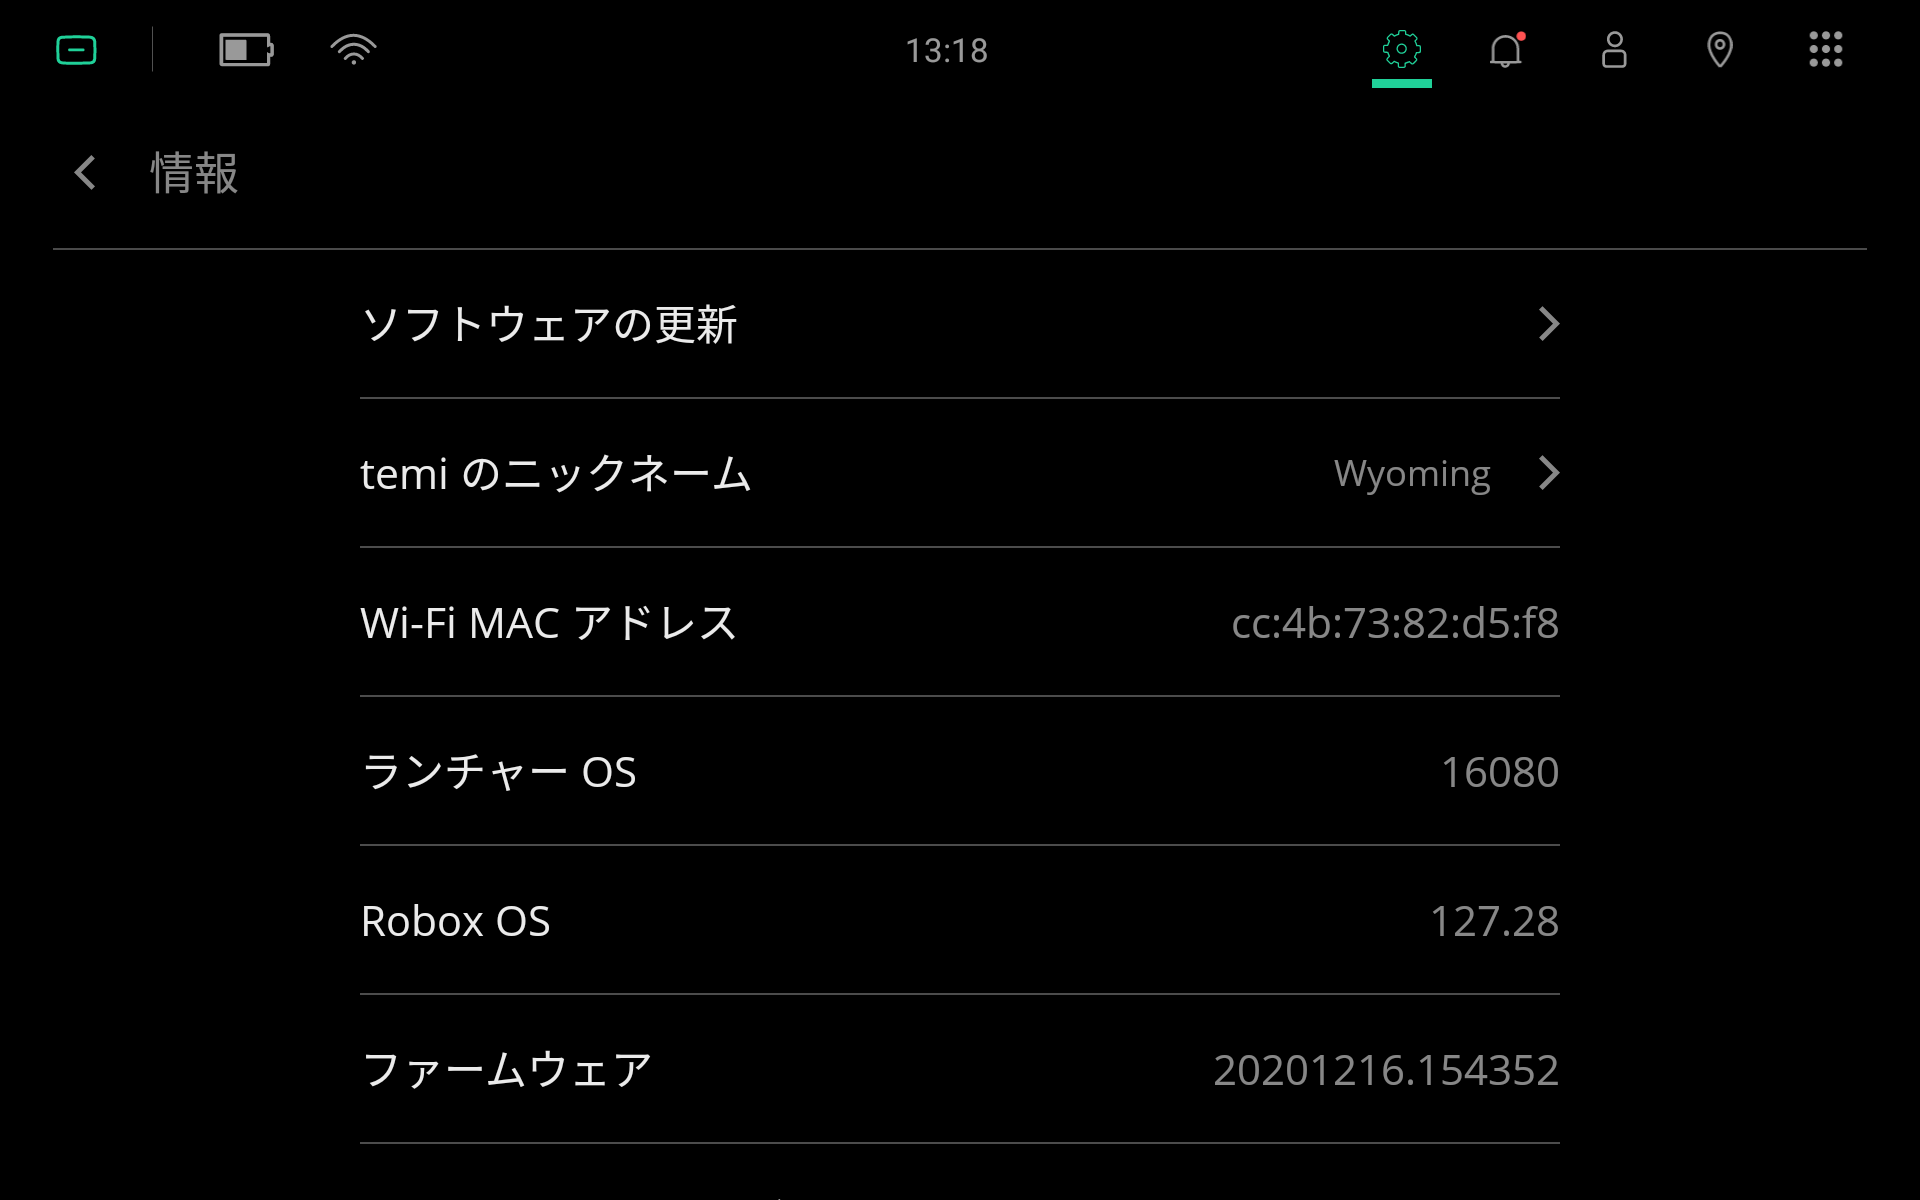 13:18
情報
ソフトウェアの更新
temi のニックネーム Wyoming
Wi-Fi MAC アドレス cc:4b:73:82:d5:f8
ランチャー OS 16080
Robox OS 127.28
ファームウェア 20201216.154352